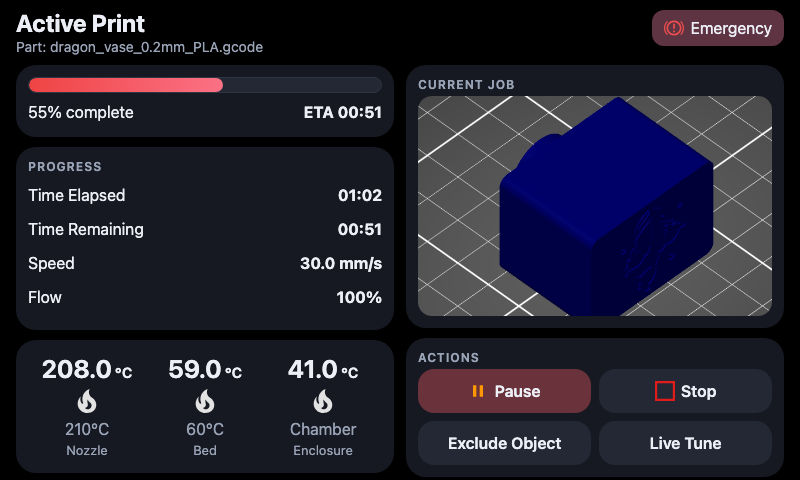 Active Print
Part: dragon_vase_0.2mm_PLA.gcode
Emergency
55% complete
ETA 00:51
PROGRESS
Time Elapsed 01:02
Time Remaining 00:51
Speed 30.0 mm/s
Flow 100%
208.0 °C 59.0 °C 41.0 °C
210°C 60°C Chamber
Nozzle Bed Enclosure
CURRENT JOB
ACTIONS
Pause Stop
Exclude Object Live Tune